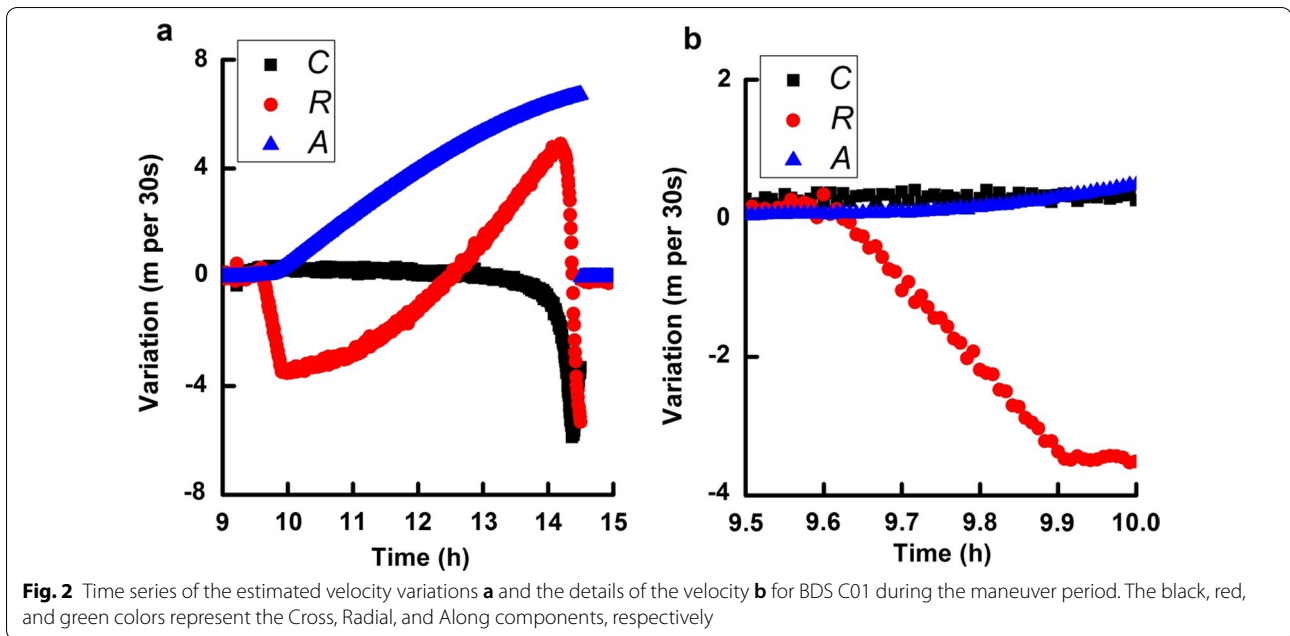 a
8
4
0
-4
-8
Variation (m per 30s)
C
R
A
9 10 11 12 13 14 15
Time (h)
b
2
0
-2
-4
Variation (m per 30s)
C
R
A
9.5 9.6 9.7 9.8 9.9 10.0
Time (h)
Fig. 2 Time series of the estimated velocity variations a and the details of the velocity b for BDS C01 during the maneuver period. The black, red,
and green colors represent the Cross, Radial, and Along components, respectively